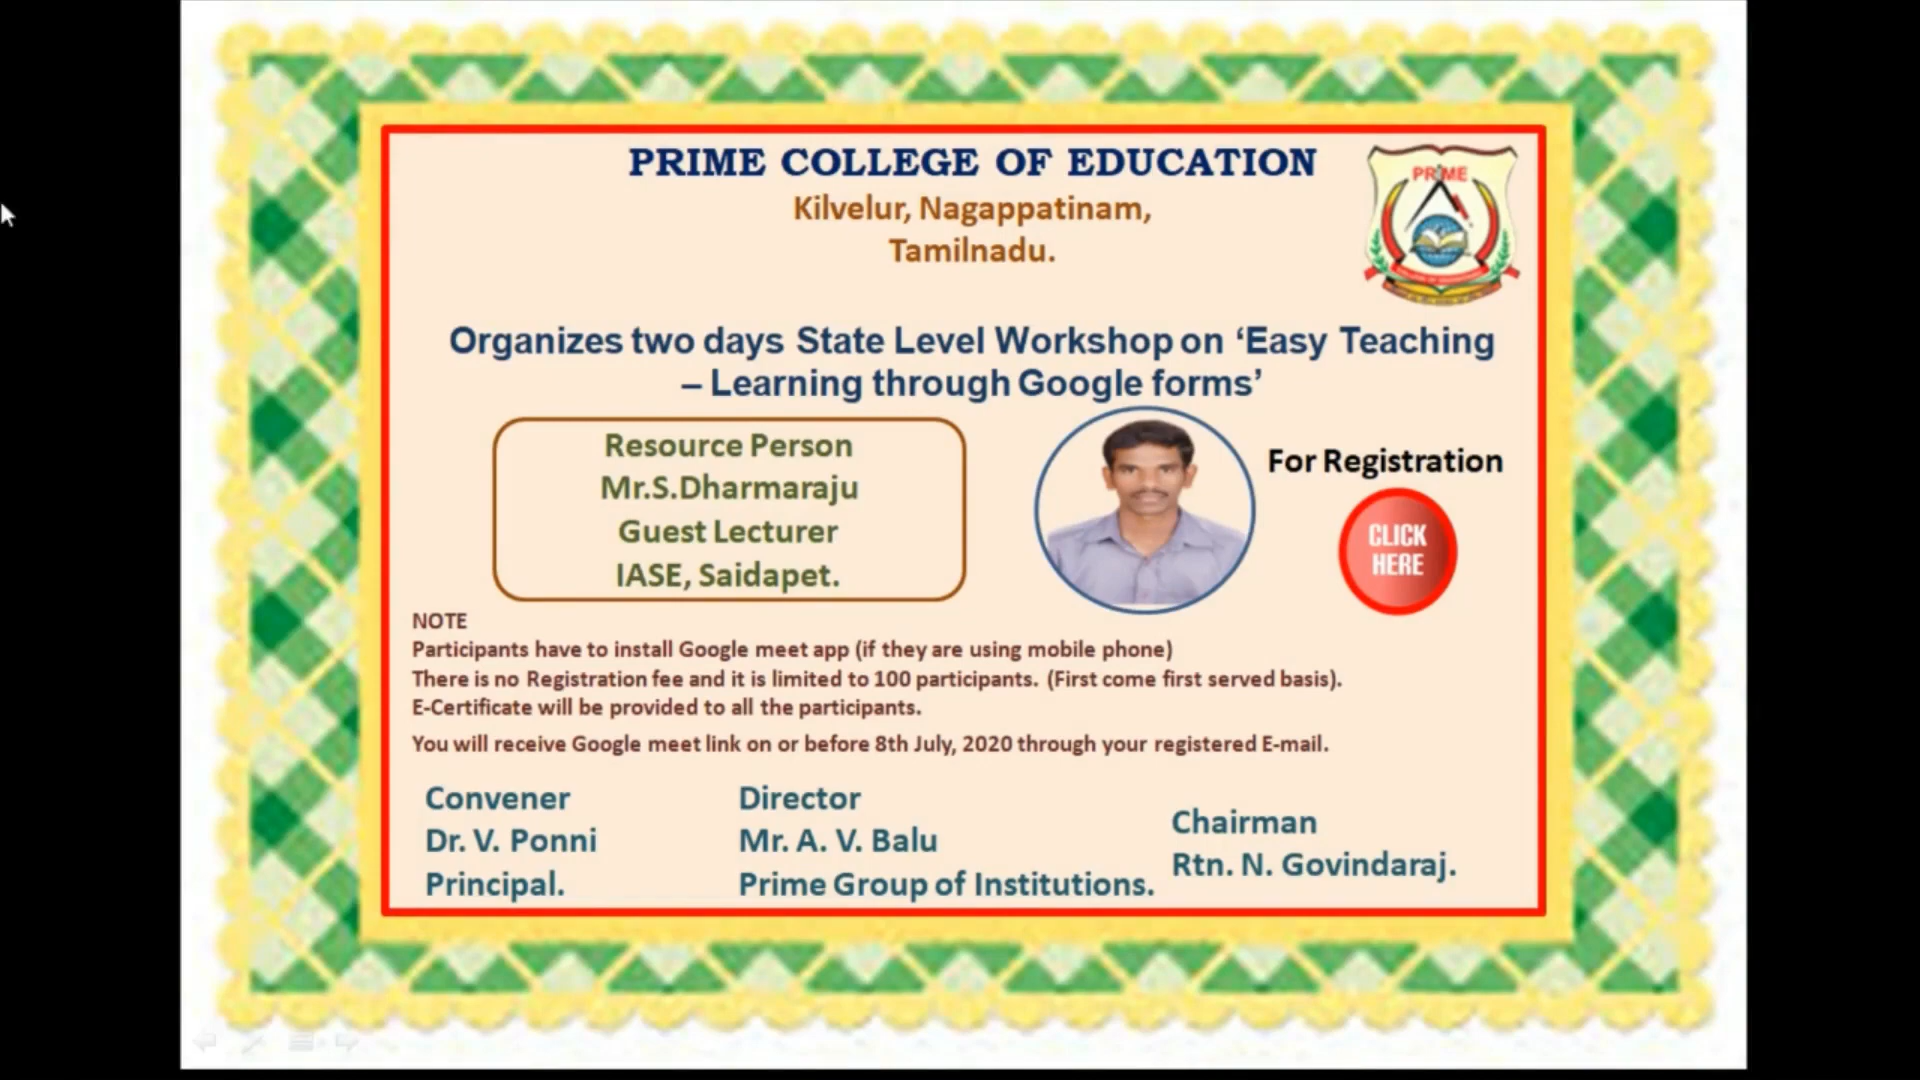 PRIME COLLEGE OF EDUCATION
Kilvelur, Nagappatinam,
Tamilnadu.
PRIME
Organizes two days State Level Workshop on ‘Easy Teaching
– Learning through Google forms’
Resource Person
Mr.S.Dharmaraju
Guest Lecturer
IASE, Saidapet.
For Registration
CLICK
HERE
NOTE
Participants have to install Google meet app (if they are using mobile phone)
There is no Registration fee and it is limited to 100 participants. (First come first served basis).
E-Certificate will be provided to all the participants.
You will receive Google meet link on or before 8th July, 2020 through your registered E-mail.
Convener
Dr. V. Ponni
Principal.
Director
Mr. A. V. Balu
Prime Group of Institutions.
Chairman
Rtn. N. Govindaraj.